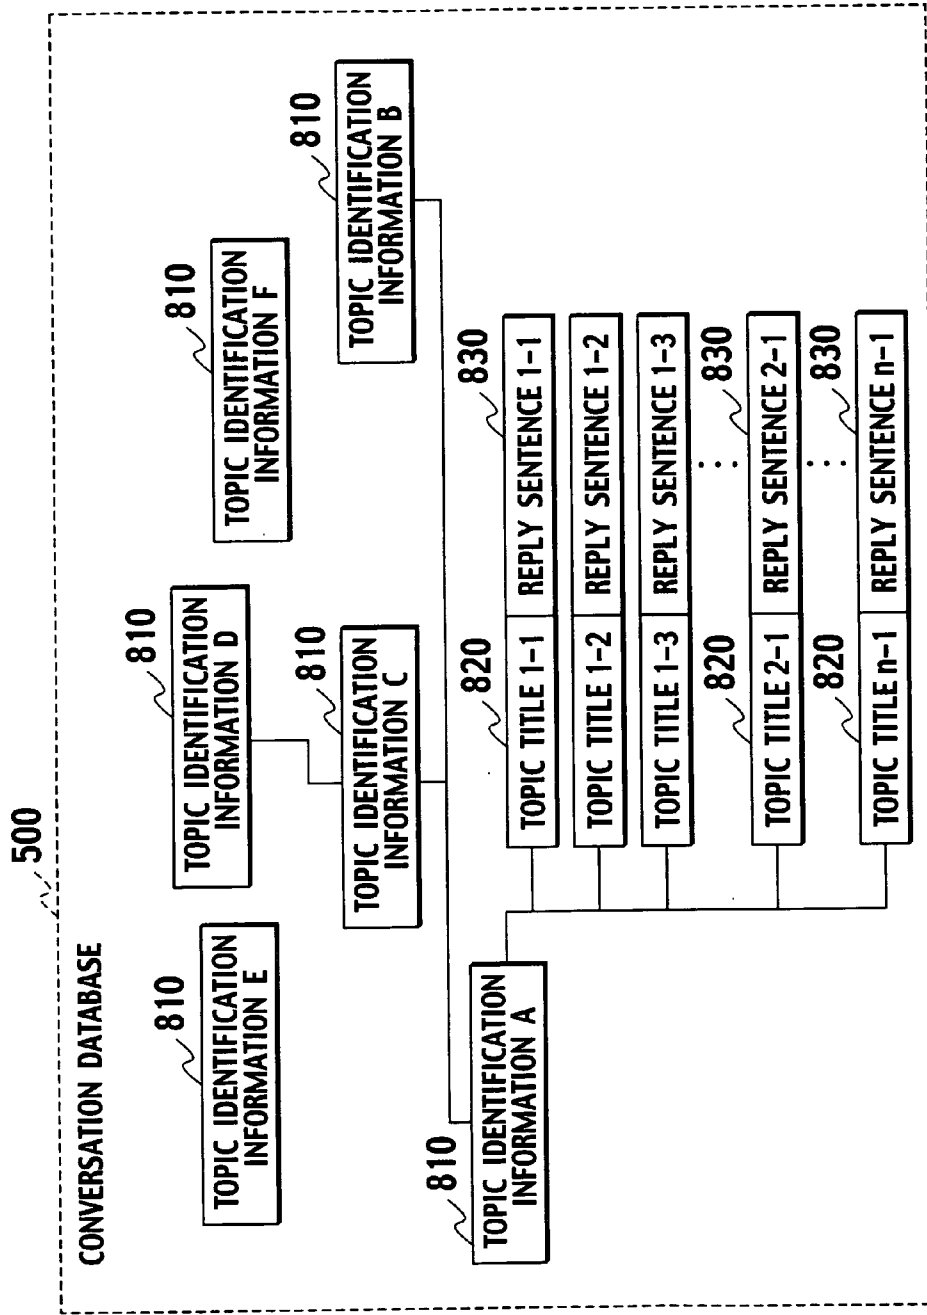 500
CONVERSATION DATABASE
810
TOPIC IDENTIFICATION
INFORMATION E
810
TOPIC IDENTIFICATION
INFORMATION D
810
TOPIC IDENTIFICATION
INFORMATION F
810
TOPIC IDENTIFICATION
INFORMATION C
810
TOPIC IDENTIFICATION
INFORMATION B
810
TOPIC IDENTIFICATION
INFORMATION A
820
830
TOPIC TITLE 1-1 REPLY SENTENCE 1-1
TOPIC TITLE 1-2 REPLY SENTENCE 1-2
TOPIC TITLE 1-3 REPLY SENTENCE 1-3
820
830
TOPIC TITLE 2-1 REPLY SENTENCE 2-1
820
830
TOPIC TITLE n-1 REPLY SENTENCE n-1